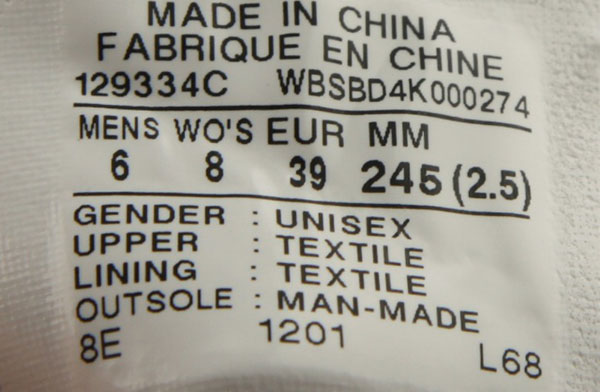 MADE IN CHINA
FABRIQUE EN CHINE
129334C WBSBD4K000274
MENS WO'S EUR MM
6 8 39 245 (2.5)
GENDER : UNISEX
UPPER : TEXTILE
LINING : TEXTILE
OUTSOLE : MAN-MADE
8E 1201 L68